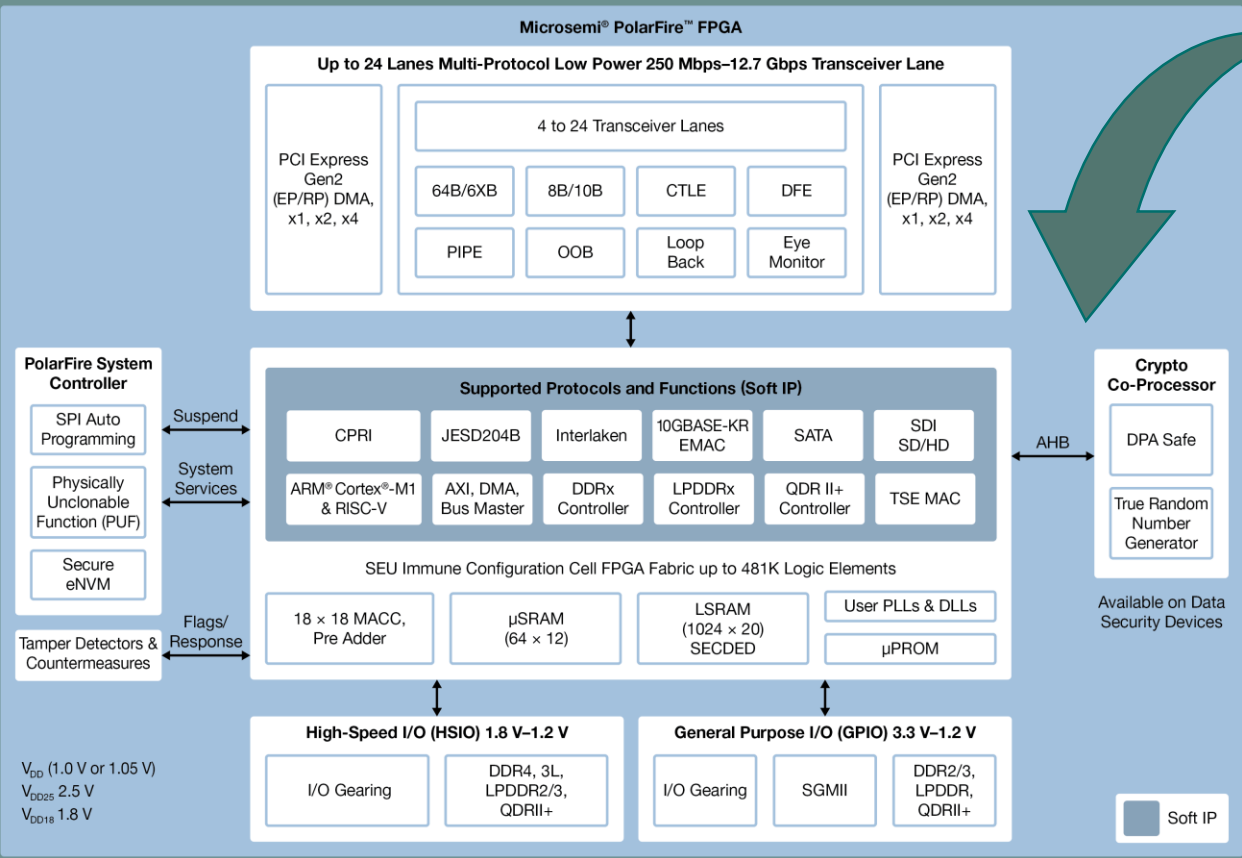 Microsemi® PolarFire™ FPGA
Up to 24 Lanes Multi-Protocol Low Power 250 Mbps–12.7 Gbps Transceiver Lane
PCI Express
Gen2
(EP/RP) DMA,
x1, x2, x4
4 to 24 Transceiver Lanes
64B/6XB
8B/10B
CTLE
DFE
PIPE
OOB
Loop
Back
Eye
Monitor
PCI Express
Gen2
(EP/RP) DMA,
x1, x2, x4
PolarFire System
Controller
SPI Auto
Programming
Physically
Unclonable
Function (PUF)
Secure
eNVM
Tamper Detectors &
Countermeasures
Suspend
System
Services
Flags/
Response
Supported Protocols and Functions (Soft IP)
CPRI
JESD204B
Interlaken
10GBASE-KR
EMAC
SATA
SDI
SD/HD
ARM® Cortex®-M1
& RISC-V
AXI, DMA,
Bus Master
DDRx
Controller
LPDDRx
Controller
QDR II+
Controller
TSE MAC
SEU Immune Configuration Cell FPGA Fabric up to 481K Logic Elements
18 × 18 MACC,
Pre Adder
µSRAM
(64 × 12)
LSRAM
(1024 × 20)
SECDED
User PLLs & DLLs
µPROM
AHB
Crypto
Co-Processor
DPA Safe
True Random
Number
Generator
Available on Data
Security Devices
High-Speed I/O (HSIO) 1.8 V–1.2 V
I/O Gearing
DDR4, 3L,
LPDDR2/3,
QDRII+
General Purpose I/O (GPIO) 3.3 V–1.2 V
I/O Gearing
SGMII
DDR2/3,
LPDDR,
QDRII+
VDD (1.0 V or 1.05 V)
VDD25 2.5 V
VDD18 1.8 V
Soft IP